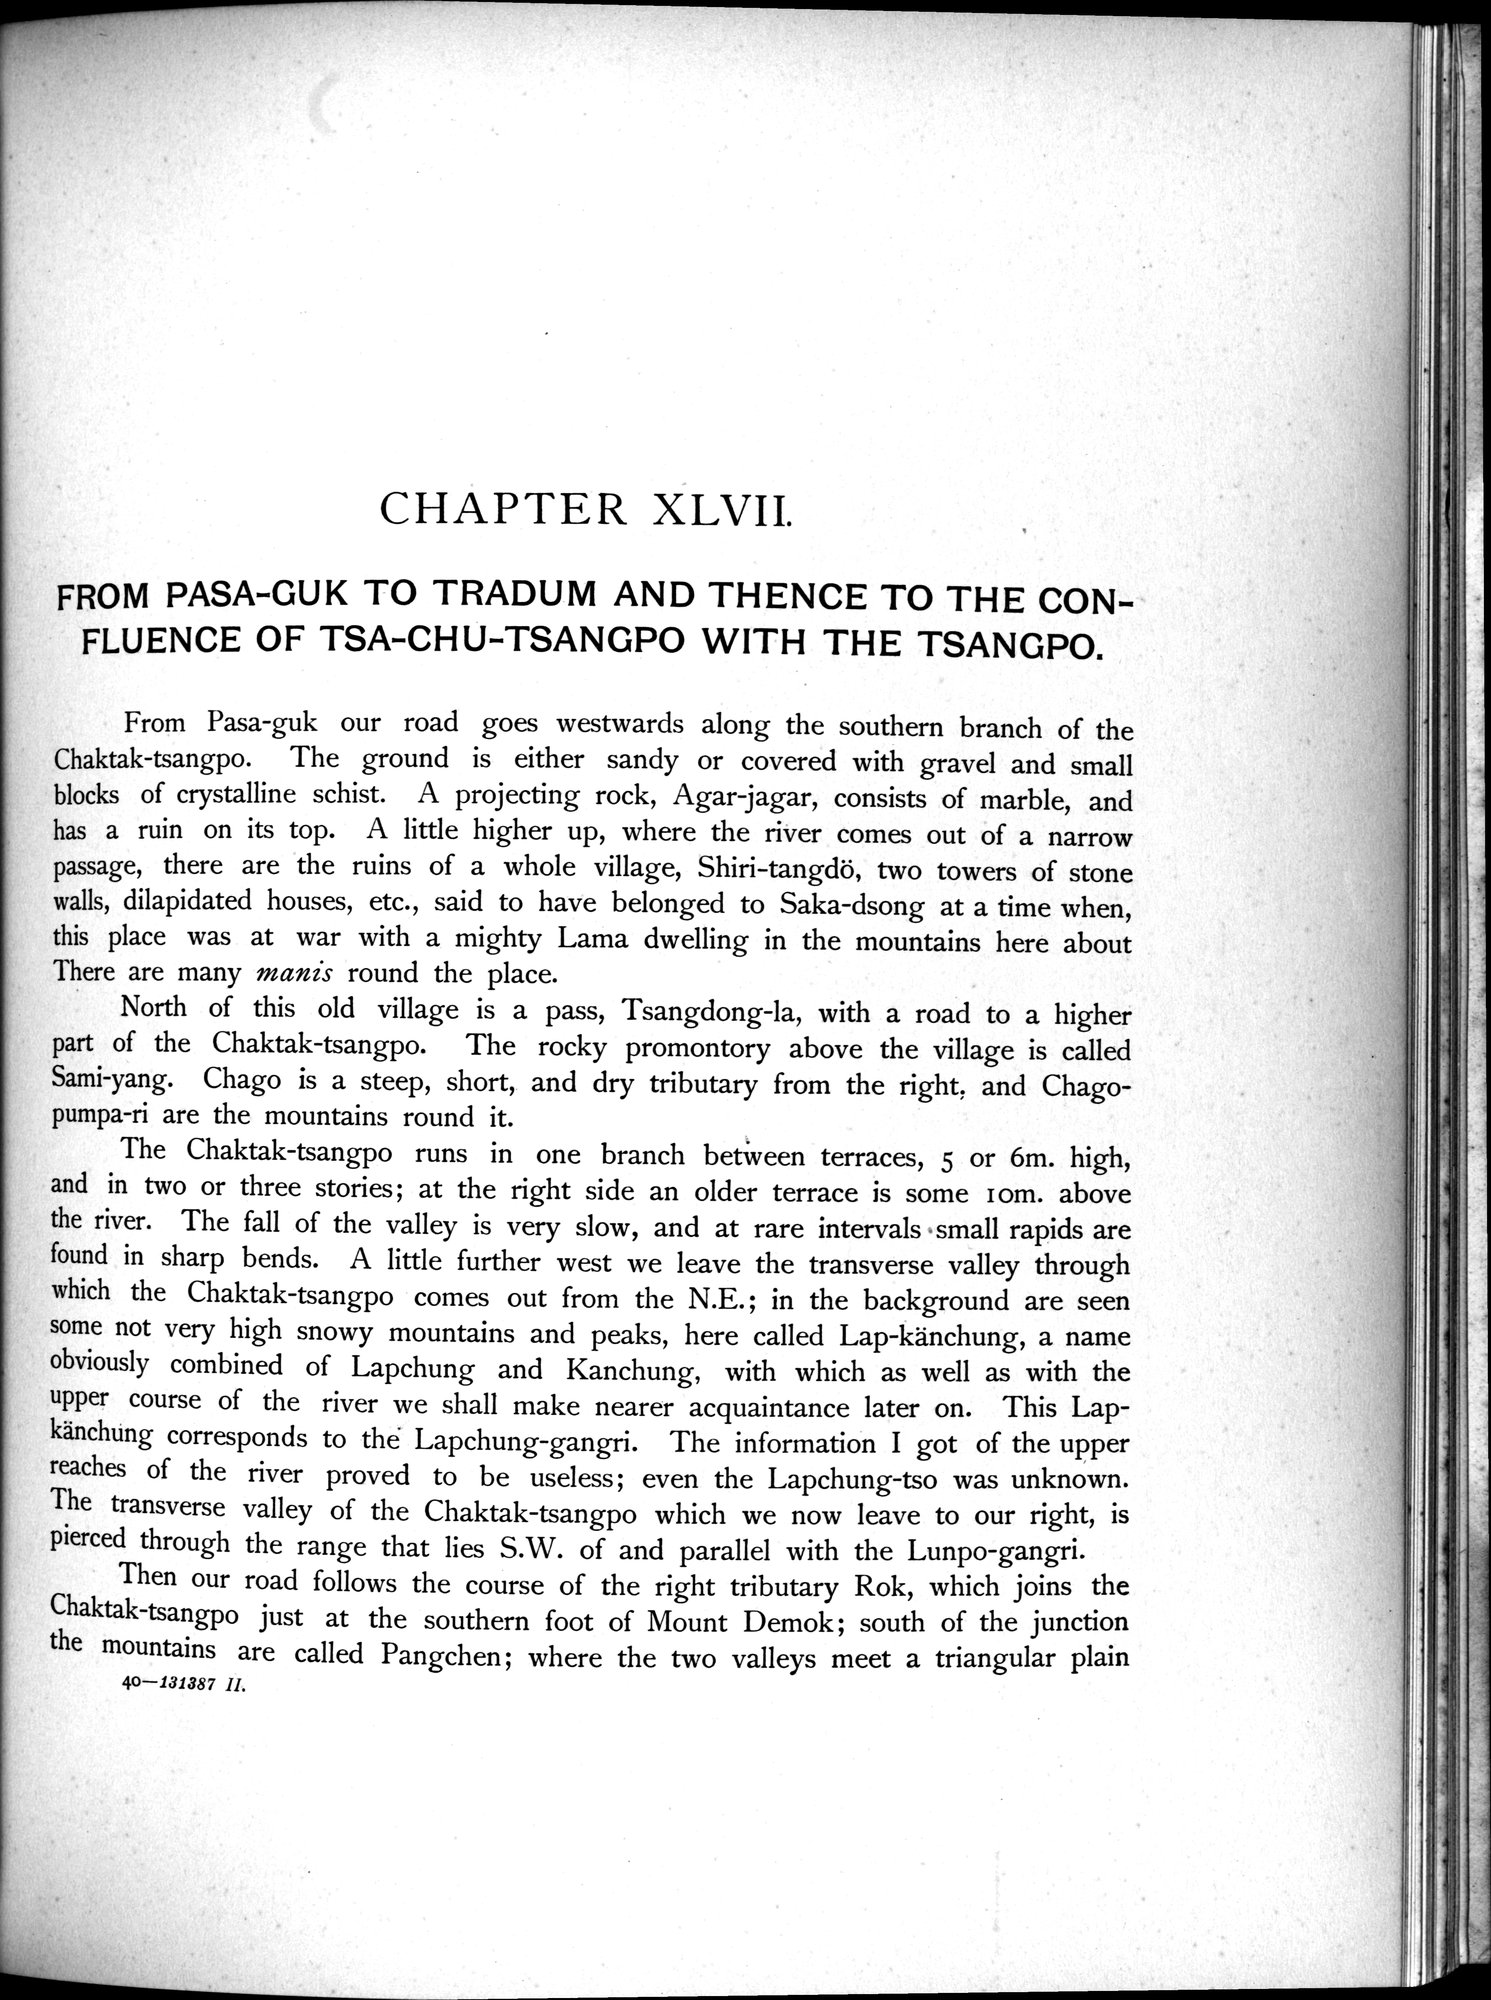 CHAPTER XLVII.
FROM PASA-GUK TO TRADUM AND THENCE TO THE CON-
FLUENCE OF TSA-CHU-TSANGPO WITH THE TSANGPO.
From Pasa-guk our road goes westwards along the southern branch of the
Chaktak-tsangpo. The ground is either sandy or covered with gravel and small
blocks of crystalline schist. A projecting rock, Agar-jagar, consists of marble, and
has a ruin on its top. A little higher up, where the river comes out of a narrow
passage, there are the ruins of a whole village, Shiri-tangdö, two towers of stone
walls, dilapidated houses, etc., said to have belonged to Saka-dsong at a time when,
this place was at war with a mighty Lama dwelling in the mountains here about
There are many manis round the place.
North of this old village is a pass, Tsangdong-la, with a road to a higher
part of the Chaktak-tsangpo. The rocky promontory above the village is called
Sami-yang. Chago is a steep, short, and dry tributary from the right, and Chago-
pumpa-ri are the mountains round it.
The Chaktak-tsangpo runs in one branch between terraces, 5 or 6m. high,
and in two or three stories; at the right side an older terrace is some 10m. above
the river. The fall of the valley is very slow, and at rare intervals small rapids are
found in sharp bends. A little further west we leave the transverse valley through
which the Chaktak-tsangpo comes out from the N.E.; in the background are seen
some not very high snowy mountains and peaks, here called Lap-känchung, a name
obviously combined of Lapchung and Kanchung, with which as well as with the
upper course of the river we shall make nearer acquaintance later on. This Lap-
känchung corresponds to the Lapchung-gangri. The information I got of the upper
reaches of the river proved to be useless; even the Lapchung-tso was unknown.
The transverse valley of the Chaktak-tsangpo which we now leave to our right, is
pierced through the range that lies S.W. of and parallel with the Lunpo-gangri.
Then our road follows the course of the right tributary Rok, which joins the
Chaktak-tsangpo just at the southern foot of Mount Demok; south of the junction
the mountains are called Pangchen; where the two valleys meet a triangular plain
40—131387 II.